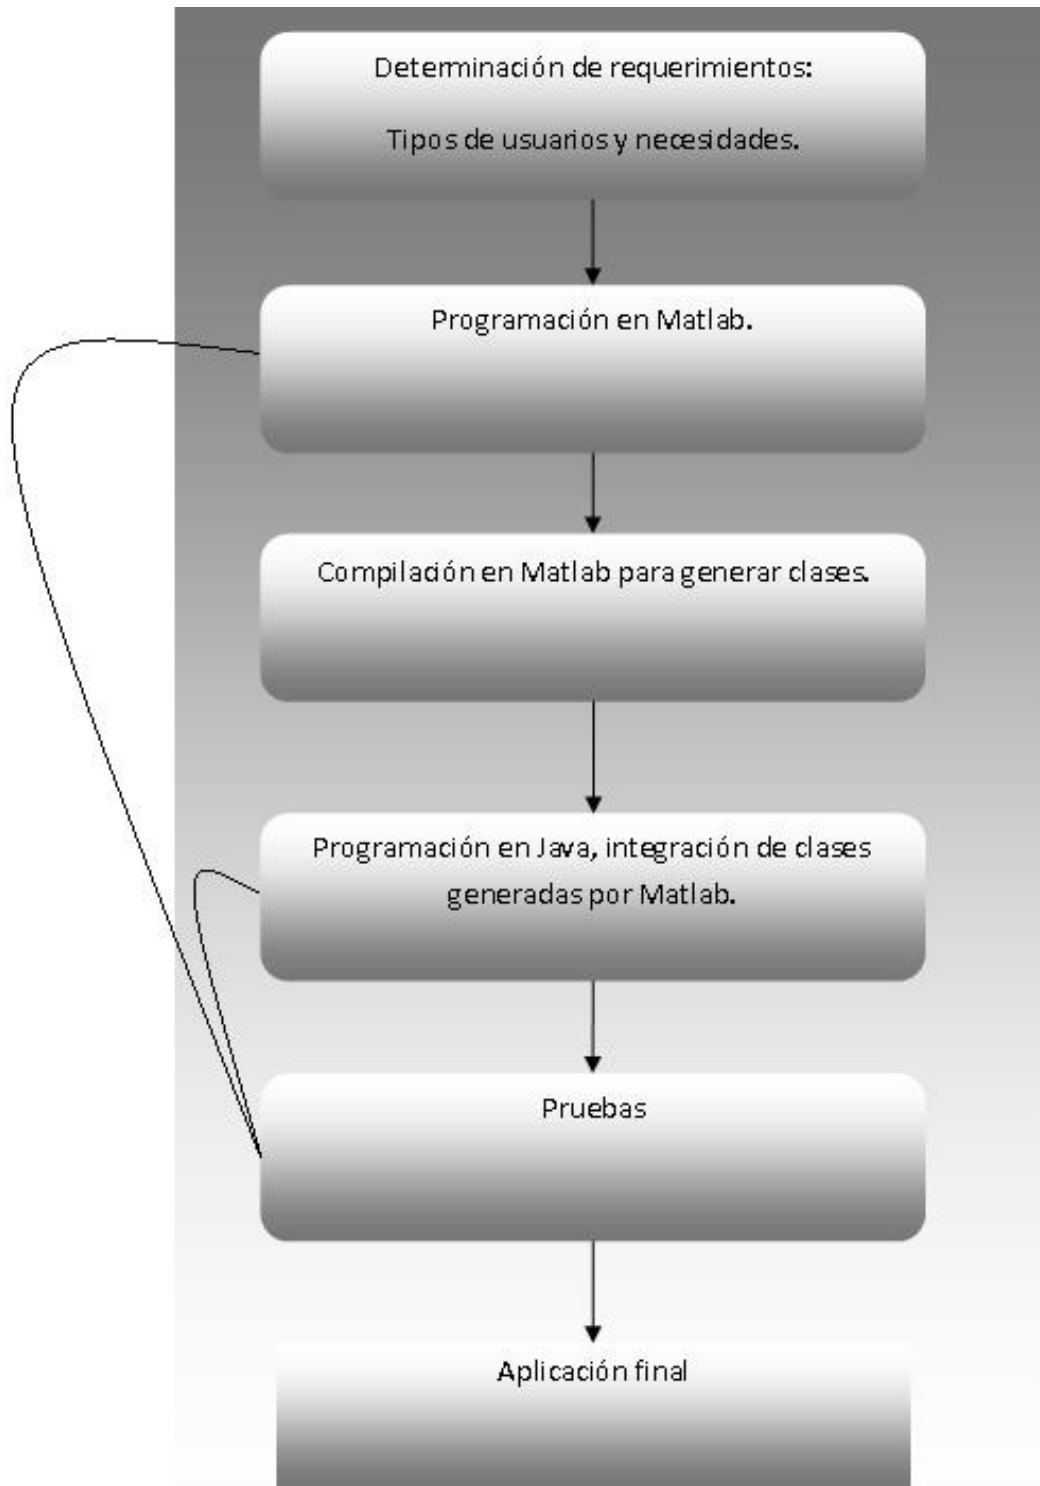 Determinación de requerimientos:
Tipos de usuarios y necesidades.
Programación en Matlab.
Compilación en Matlab para generar clases.
Programación en Java, integración de clases
generadas por Matlab.
Pruebas
Aplicación final